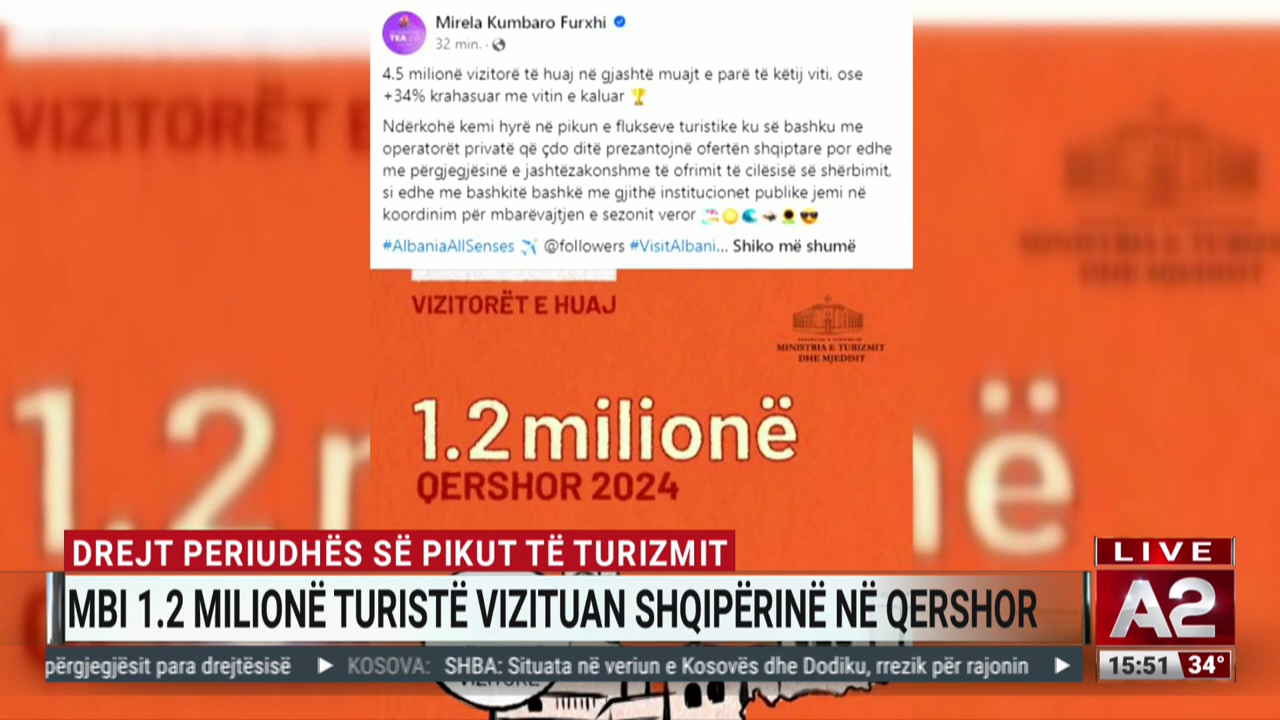 Mirela Kumbaro Furxhi
32 min.
4.5 milionë vizitorë të huaj në gjashtë muajt e parë të këtij viti, ose
+34% krahasuar me vitin e kaluar 🏆
Ndërkohë kemi hyrë në pikun e flukseve turistike ku së bashku me
operatorët privatë që çdo ditë prezantojnë ofertën shqiptare por edhe
me përgjegjësinë e jashtëzakonshme të ofrimit të cilësisë së shërbimit,
si edhe me bashkitë bashkë me gjithë institucionet publike jemi në
koordinim për mbarëvajtjen e sezonit veror
#AlbaniaAllSenses @followers #VisitAlbani... Shiko më shumë
VIZITORËT E
VIZITORËT E HUAJ
MINISTRIA E TURIZMIT
DHE MJEDISIT
1.2 milionë
QERSHOR 2024
DREJT PERIUDHËS SË PIKUT TË TURIZMIT
MBI 1.2 MILIONË TURISTË VIZITUAN SHQIPËRINË NË QERSHOR
LIVE
A2
përgjegjësit para drejtësisë ▶ KOSOVA: SHBA: Situata në veriun e Kosovës dhe Dodiku, rrezik për rajonin ▶
15:51 34°